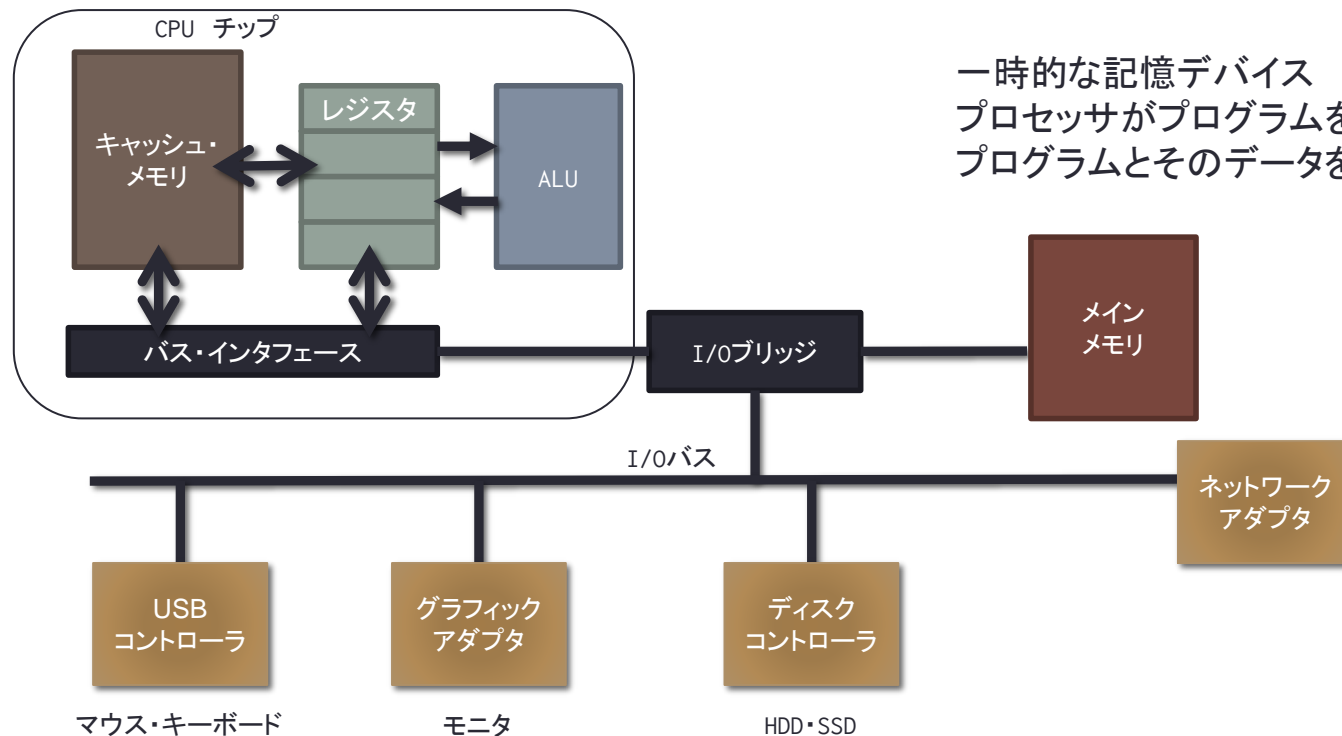 CPU チップ
キャッシュ・
メモリ
レジスタ
ALU
バス・インタフェース
一時的な記憶デバイス
プロセッサがプログラムを
プログラムとそのデータを
I/Oブリッジ
メイン
メモリ
I/Oバス
ネットワーク
アダプタ
USB
コントローラ
グラフィック
アダプタ
ディスク
コントローラ
マウス・キーボード
モニタ
HDD・SSD